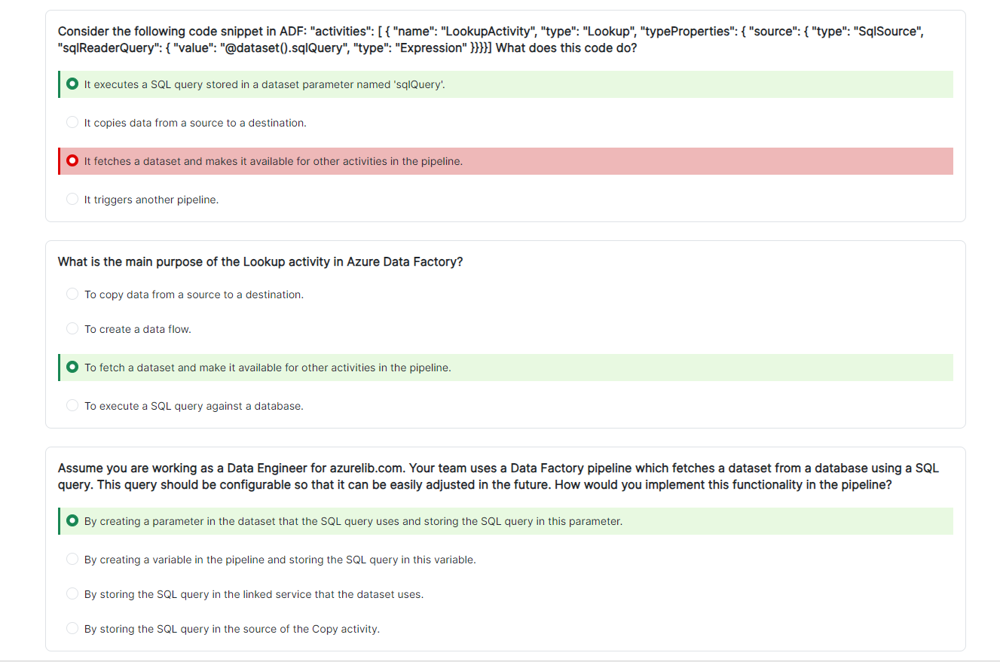 Consider the following code snippet in ADF: "activities": [ { "name": "LookupActivity", "type": "Lookup", "typeProperties": { "source": { "type": "SqlSource",
"sqlReaderQuery": { "value": "@dataset().sqlQuery", "type": "Expression" }}}}] What does this code do?
It executes a SQL query stored in a dataset parameter named 'sqlQuery'.
It copies data from a source to a destination.
It fetches a dataset and makes it available for other activities in the pipeline.
It triggers another pipeline.
What is the main purpose of the Lookup activity in Azure Data Factory?
To copy data from a source to a destination.
To create a data flow.
To fetch a dataset and make it available for other activities in the pipeline.
To execute a SQL query against a database.
Assume you are working as a Data Engineer for azurelib.com. Your team uses a Data Factory pipeline which fetches a dataset from a database using a SQL
query. This query should be configurable so that it can be easily adjusted in the future. How would you implement this functionality in the pipeline?
By creating a parameter in the dataset that the SQL query uses and storing the SQL query in this parameter.
By creating a variable in the pipeline and storing the SQL query in this variable.
By storing the SQL query in the linked service that the dataset uses.
By storing the SQL query in the source of the Copy activity.